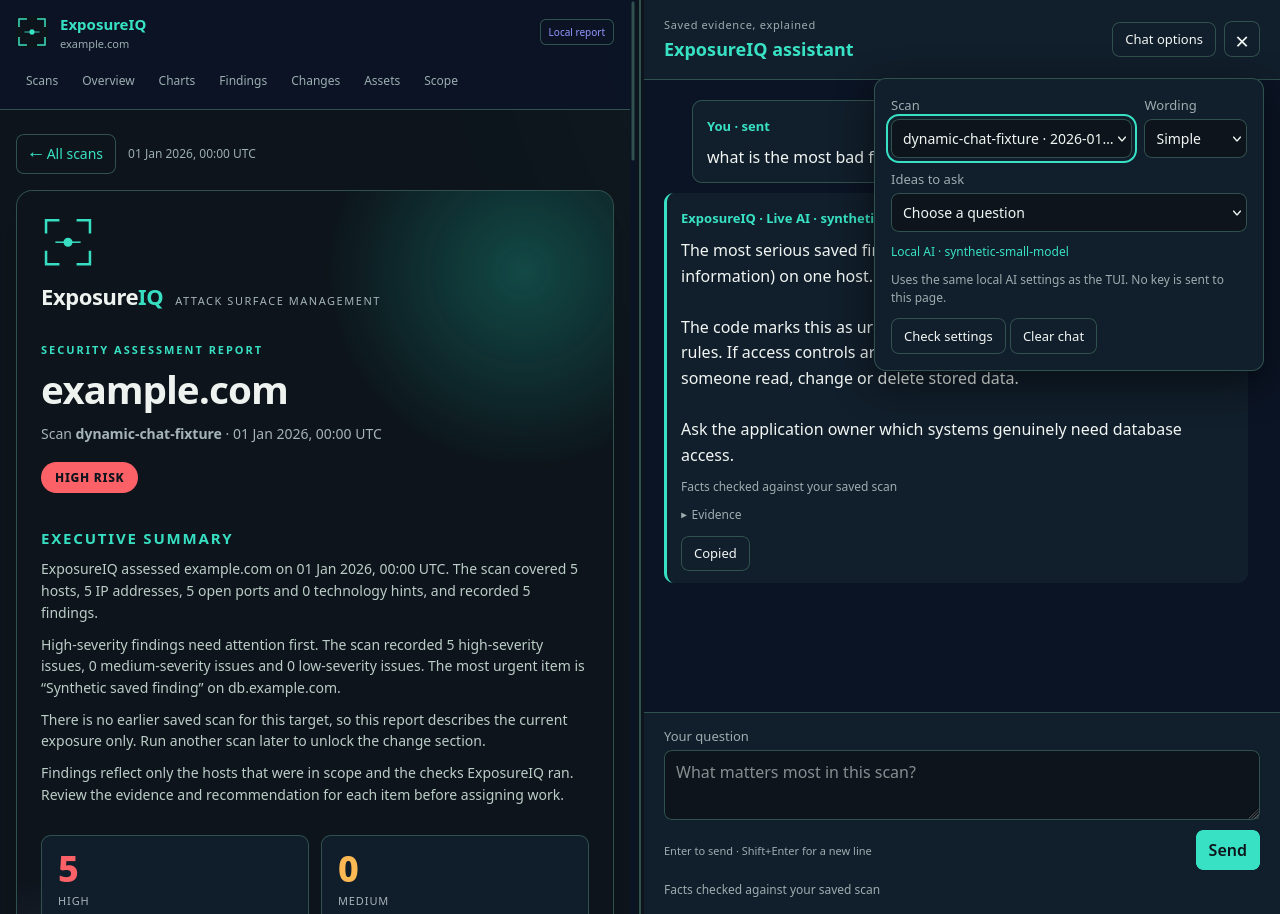 ExposureIQ
example.com
Local report
Scans Overview Charts Findings Changes Assets Scope
← All scans
01 Jan 2026, 00:00 UTC
ExposureIQ ATTACK SURFACE MANAGEMENT
SECURITY ASSESSMENT REPORT
example.com
Scan dynamic-chat-fixture · 01 Jan 2026, 00:00 UTC
HIGH RISK
EXECUTIVE SUMMARY
ExposureIQ assessed example.com on 01 Jan 2026, 00:00 UTC. The scan covered 5
hosts, 5 IP addresses, 5 open ports and 0 technology hints, and recorded 5
findings.
High-severity findings need attention first. The scan recorded 5 high-severity
issues, 0 medium-severity issues and 0 low-severity issues. The most urgent item is
“Synthetic saved finding” on db.example.com.
There is no earlier saved scan for this target, so this report describes the current
exposure only. Run another scan later to unlock the change section.
Findings reflect only the hosts that were in scope and the checks ExposureIQ ran.
Review the evidence and recommendation for each item before assigning work.
5
HIGH
0
MEDIUM
Saved evidence, explained
ExposureIQ assistant
Chat options
×
Scan
dynamic-chat-fixture · 2026-01...
Wording
Simple
Ideas to ask
Choose a question
Local AI · synthetic-small-model
Uses the same local AI settings as the TUI. No key is sent to
this page.
Check settings
Clear chat
You · sent
what is the most bad
ExposureIQ · Live AI ·
The most serious saved
information) on one host.
The code marks this as
rules. If access controls
someone read, change or delete stored data.
Ask the application owner which systems genuinely need database
access.
Facts checked against your saved scan
▸ Evidence
Copied
Your question
What matters most in this scan?
Enter to send · Shift+Enter for a new line
Send
Facts checked against your saved scan